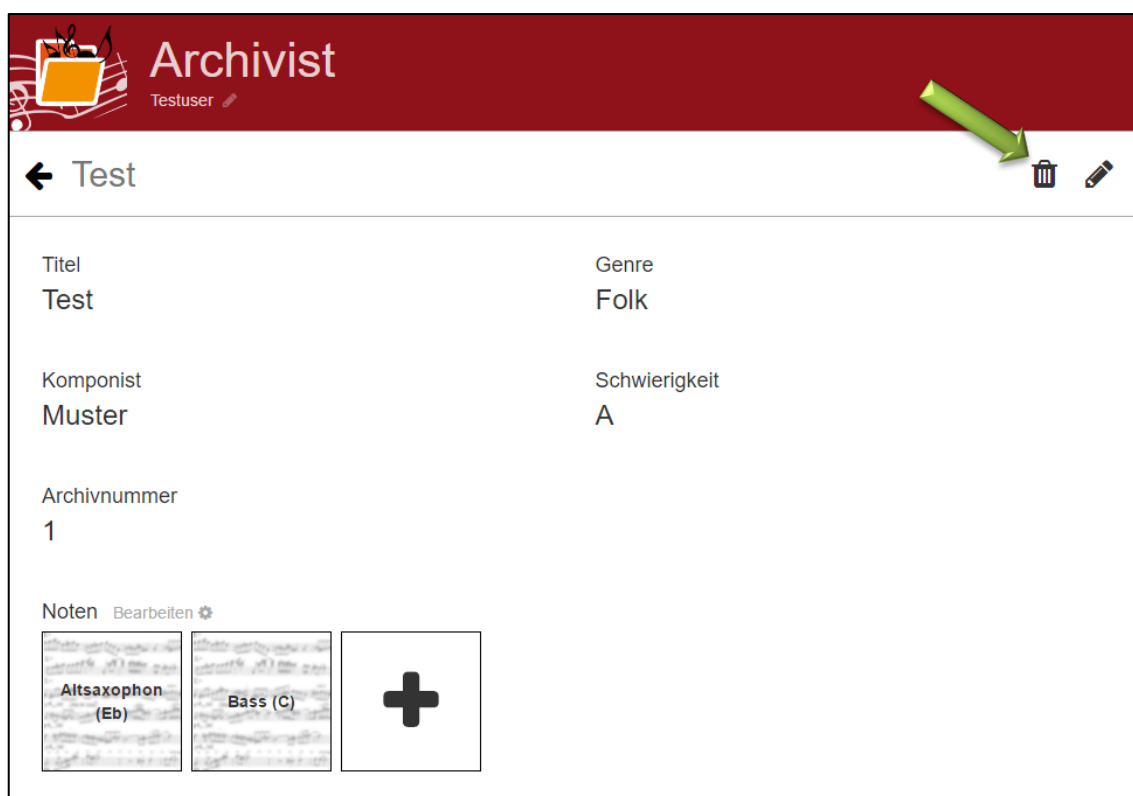 Archivist
Testuser
Test
Titel
Test
Genre
Folk
Komponist
Muster
Schwierigkeit
A
Archivnummer
1
Noten Bearbeiten
Altsaxophon
(Eb)
Bass (C)